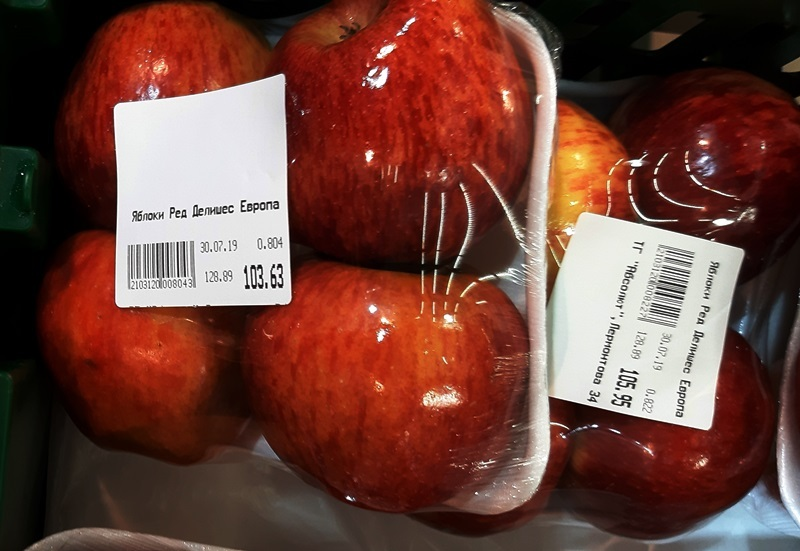 Яблоки Ред Делишес Европа
30.07.19 0.804
2103120008043
128.89 103.63
Яблоки Ред Делишес Европа
30.07.19 0.822
2103120008227
128.89 105.95
ТГ "Абсолют", Лермонтова 34